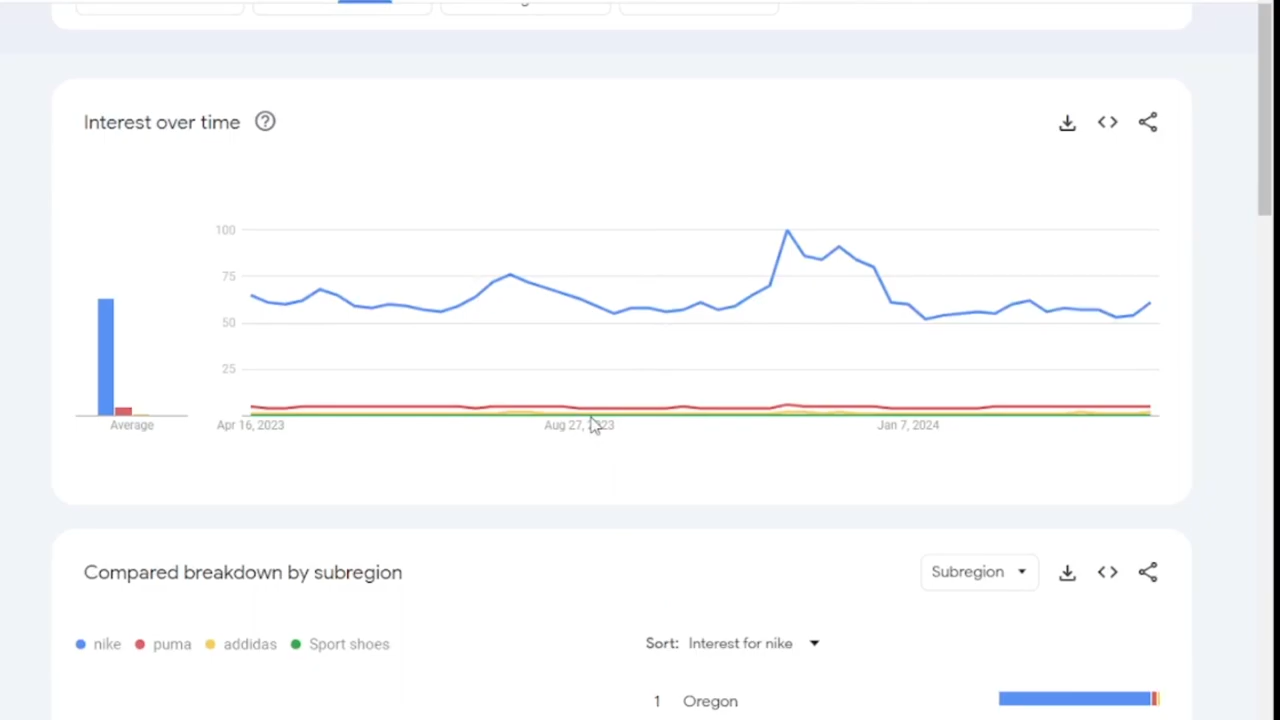 Interest over time
100
75
50
25
Average
Apr 16, 2023
Aug 27, 2023
Jan 7, 2024
Compared breakdown by subregion
Subregion
nike puma addidas Sport shoes
Sort: Interest for nike
1 Oregon